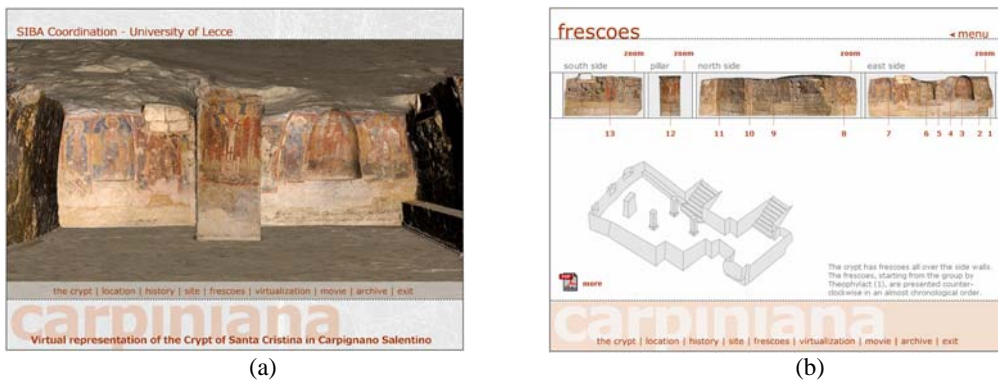 SIBA Coordination - University of Lecce
the crypt | location | history | site | frescoes | virtualization | movie | archive | exit
carpiniana
Virtual representation of the Crypt of Santa Cristina in Carpignano Salentino
(a)
frescoes
◄ menu
zoom zoom zoom zoom
south side pillar north side east side
13 12 11 10 9 8 7 6 5 4 3 2 1
The crypt has frescoes all over the side walls.
The frescoes, starting from the group by
Theophylact (1), are presented counter-
clockwise in an almost chronological order.
PDF
more
carpiniana
the crypt | location | history | site | frescoes | virtualization | movie | archive | exit
(b)